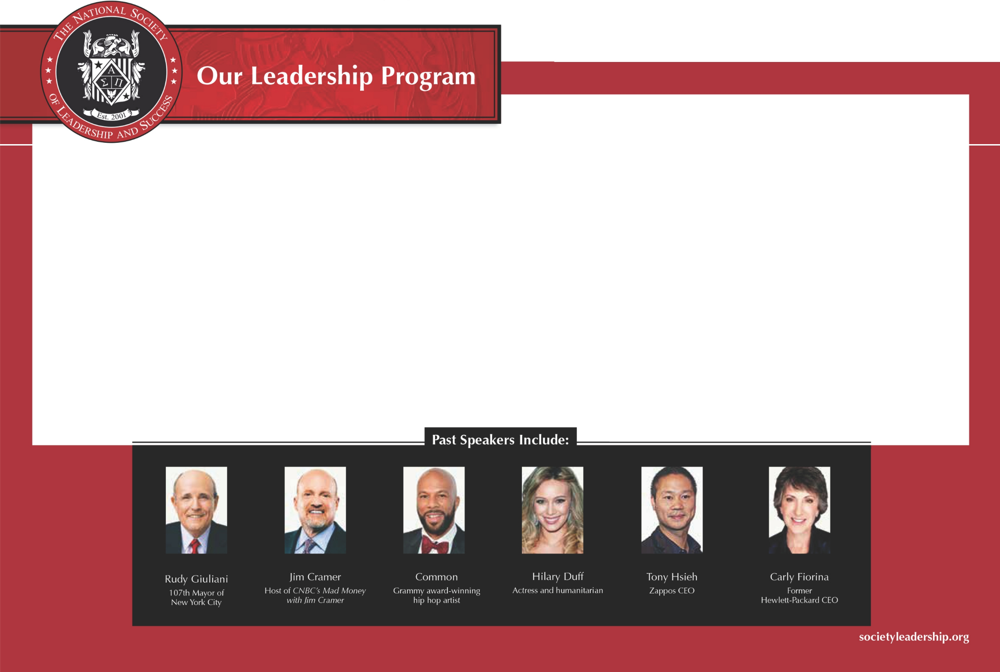 THE NATIONAL SOCIETY
OF LEADERSHIP AND SUCCESS
Α
Σ Π
Est. 2001
Our Leadership Program
Past Speakers Include:
Rudy Giuliani
107th Mayor of
New York City
Jim Cramer
Host of CNBC’s Mad Money
with Jim Cramer
Common
Grammy award-winning
hip hop artist
Hilary Duff
Actress and humanitarian
Tony Hsieh
Zappos CEO
Carly Fiorina
Former
Hewlett-Packard CEO
societyleadership.org